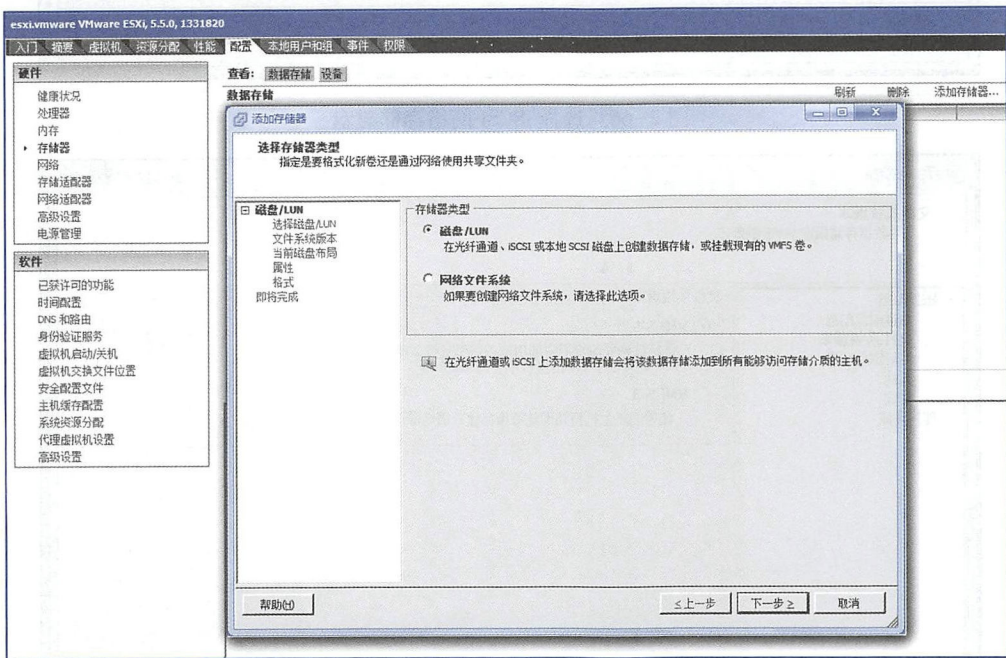 esxi.vmware VMware ESXi, 5.5.0, 1331820
入门 摘要 虚拟机 资源分配 性能 配置 本地用户和组 事件 权限
硬件
健康状况
处理器
内存
存储器
网络
存储适配器
网络适配器
高级设置
电源管理
软件
已获许可的功能
时间配置
DNS 和路由
身份验证服务
虚拟机启动/关机
虚拟机交换文件位置
安全配置文件
主机缓存配置
系统资源分配
代理虚拟机设置
高级设置
查看: 数据存储 设备
数据存储
刷新 删除 添加存储器...
添加存储器
选择存储器类型
指定是要格式化新卷还是通过网络使用共享文件夹。
磁盘/LUN
选择磁盘/LUN
文件系统版本
当前磁盘布局
属性
格式
即将完成
存储器类型
磁盘/LUN
在光纤通道、iSCSI 或本地 SCSI 磁盘上创建数据存储，或挂载现有的 VMFS 卷。
网络文件系统
如果要创建网络文件系统，请选择此选项。
在光纤通道或 iSCSI 上添加数据存储会将该数据存储添加到所有能够访问存储介质的主机。
帮助(H)
≤上一步 下一步≥ 取消